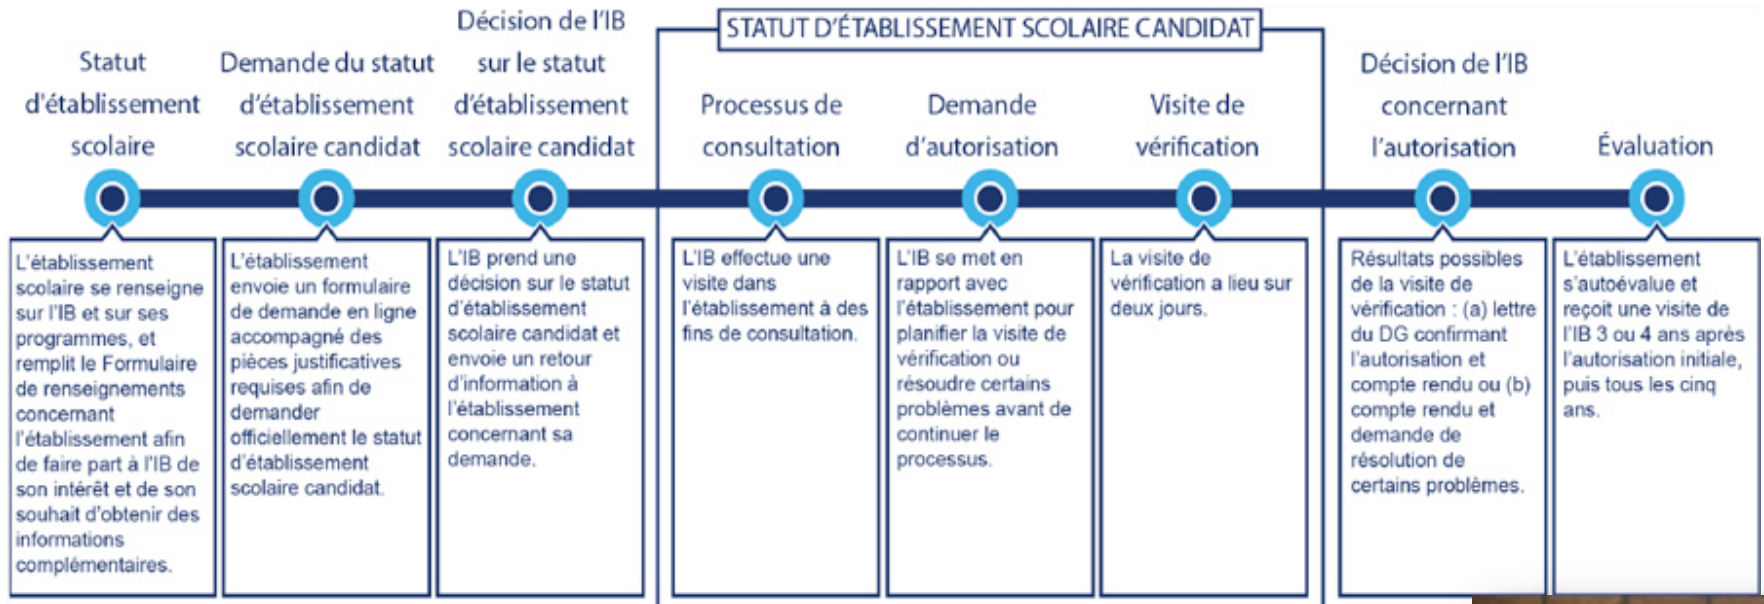 STATUT D'ÉTABLISSEMENT SCOLAIRE CANDIDAT
Statut
d'établissement
scolaire
L'établissement
scolaire se renseigne
sur l'IB et sur ses
programmes, et
remplit le Formulaire
de renseignements
concernant
l'établissement afin
de faire part à l'IB de
son intérêt et de son
souhait d'obtenir des
informations
complémentaires.
Demande du statut
d'établissement
scolaire candidat
L'établissement
envoie un formulaire
de demande en ligne
accompagné des
pièces justificatives
requises afin de
demander
officiellement le statut
d'établissement
scolaire candidat.
Décision de l'IB
sur le statut
d'établissement
scolaire candidat
L'IB prend une
décision sur le statut
d'établissement
scolaire candidat et
envoie un retour
d'information à
l'établissement
concernant sa
demande.
Processus de
consultation
L'IB effectue une
visite dans
l'établissement à des
fins de consultation.
Demande
d'autorisation
L'IB se met en
rapport avec
l'établissement pour
planifier la visite de
vérification ou
résoudre certains
problèmes avant de
continuer le
processus.
Visite de
vérification
La visite de
vérification a lieu sur
deux jours.
Décision de l'IB
concernant
l'autorisation
Résultats possibles
de la visite de
vérification : (a) lettre
du DG confirmant
l'autorisation et
compte rendu ou (b)
compte rendu et
demande de
résolution de
certains problèmes.
Évaluation
L'établissement
s'autoévalue et
reçoit une visite de
l'IB 3 ou 4 ans après
l'autorisation initiale,
puis tous les cinq
ans.